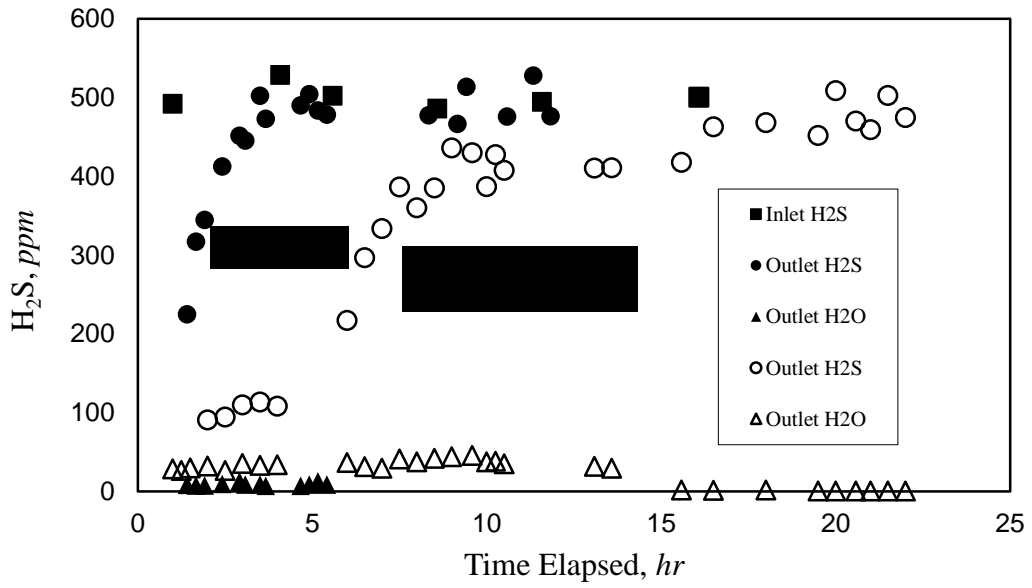 600
500
400
300
200
100
0
H2S, ppm
0 5 10 15 20 25
Time Elapsed, hr
Inlet H2S
Outlet H2S
Outlet H2O
Outlet H2S
Outlet H2O